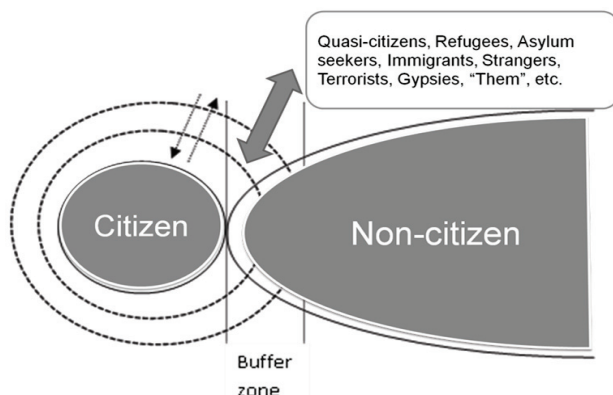 Quasi-citizens, Refugees, Asylum
seekers, Immigrants, Strangers,
Terrorists, Gypsies, “Them”, etc.
Citizen
Non-citizen
Buffer
zone